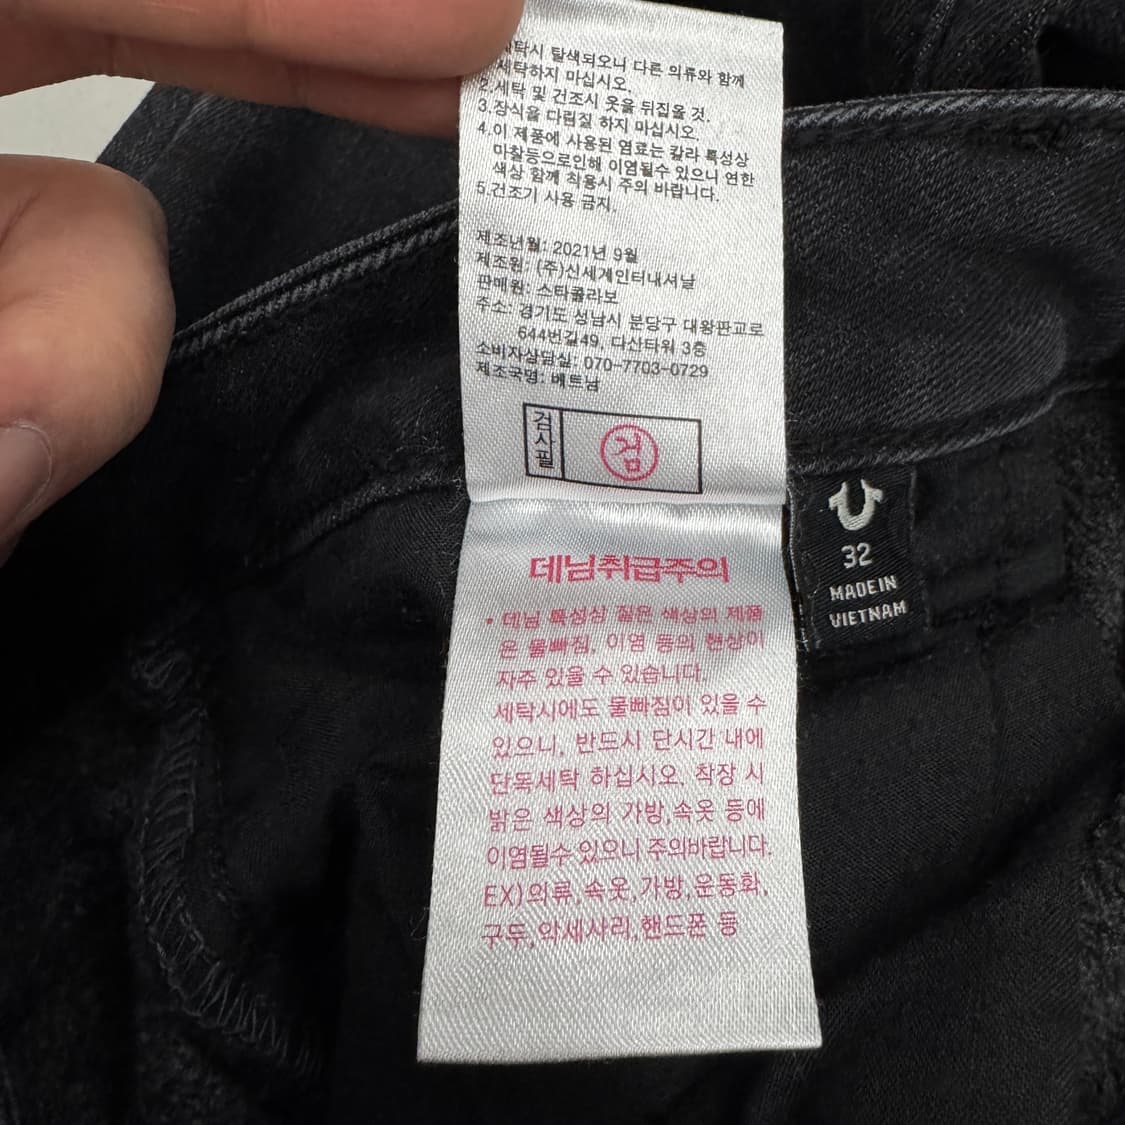 세탁시 탈색되오니 다른 의류와 함께
세탁하지 마십시오.
2.세탁 및 건조시 옷을 뒤집을 것.
3.장식을 다림질 하지 마십시오.
4.이 제품에 사용된 염료는 칼라 특성상
마찰등으로인해 이염될수 있으니 연한
색상 함께 착용시 주의 바랍니다.
5.건조기 사용 금지.
제조년월: 2021년 9월
제조원: (주)신세계인터내셔날
판매원: 스타콜라보
주소: 경기도 성남시 분당구 대왕판교로
644번길49, 다산타워 3층
소비자상담실: 070-7703-0729
제조국명: 베트남
검사필
검
데님취급주의
• 데님 특성상 짙은 색상의 제품
은 물빠짐, 이염 등의 현상이
자주 있을 수 있습니다.
세탁시에도 물빠짐이 있을 수
있으니, 반드시 단시간 내에
단독세탁 하십시오. 착장 시
밝은 색상의 가방,속옷 등에
이염될수 있으니 주의바랍니다.
EX)의류,속옷,가방,운동화,
구두,악세사리,핸드폰 등
32
MADE IN
VIETNAM